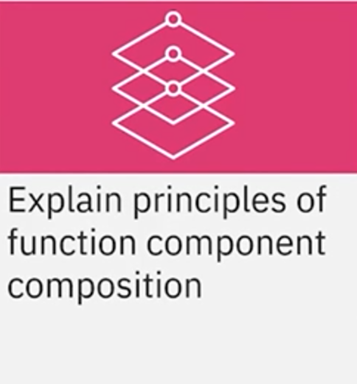 Explain principles of
function component
composition